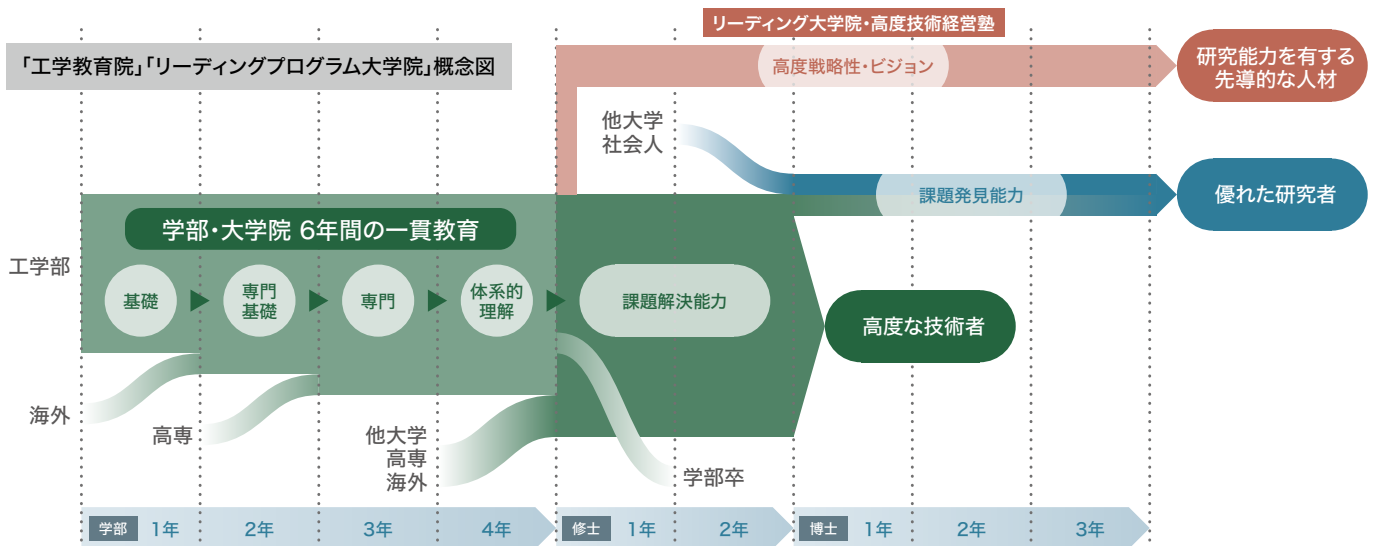 リーディング大学院・高度技術経営塾
「工学教育院」「リーディングプログラム大学院」概念図
高度戦略性・ビジョン
研究能力を有する
先導的な人材
他大学
社会人
課題発見能力
優れた研究者
学部・大学院 6年間の一貫教育
工学部
基礎
専門
基礎
専門
体系的
理解
課題解決能力
高度な技術者
海外
高専
他大学
高専
海外
学部卒
学部 1年 2年 3年 4年 修士 1年 2年 博士 1年 2年 3年